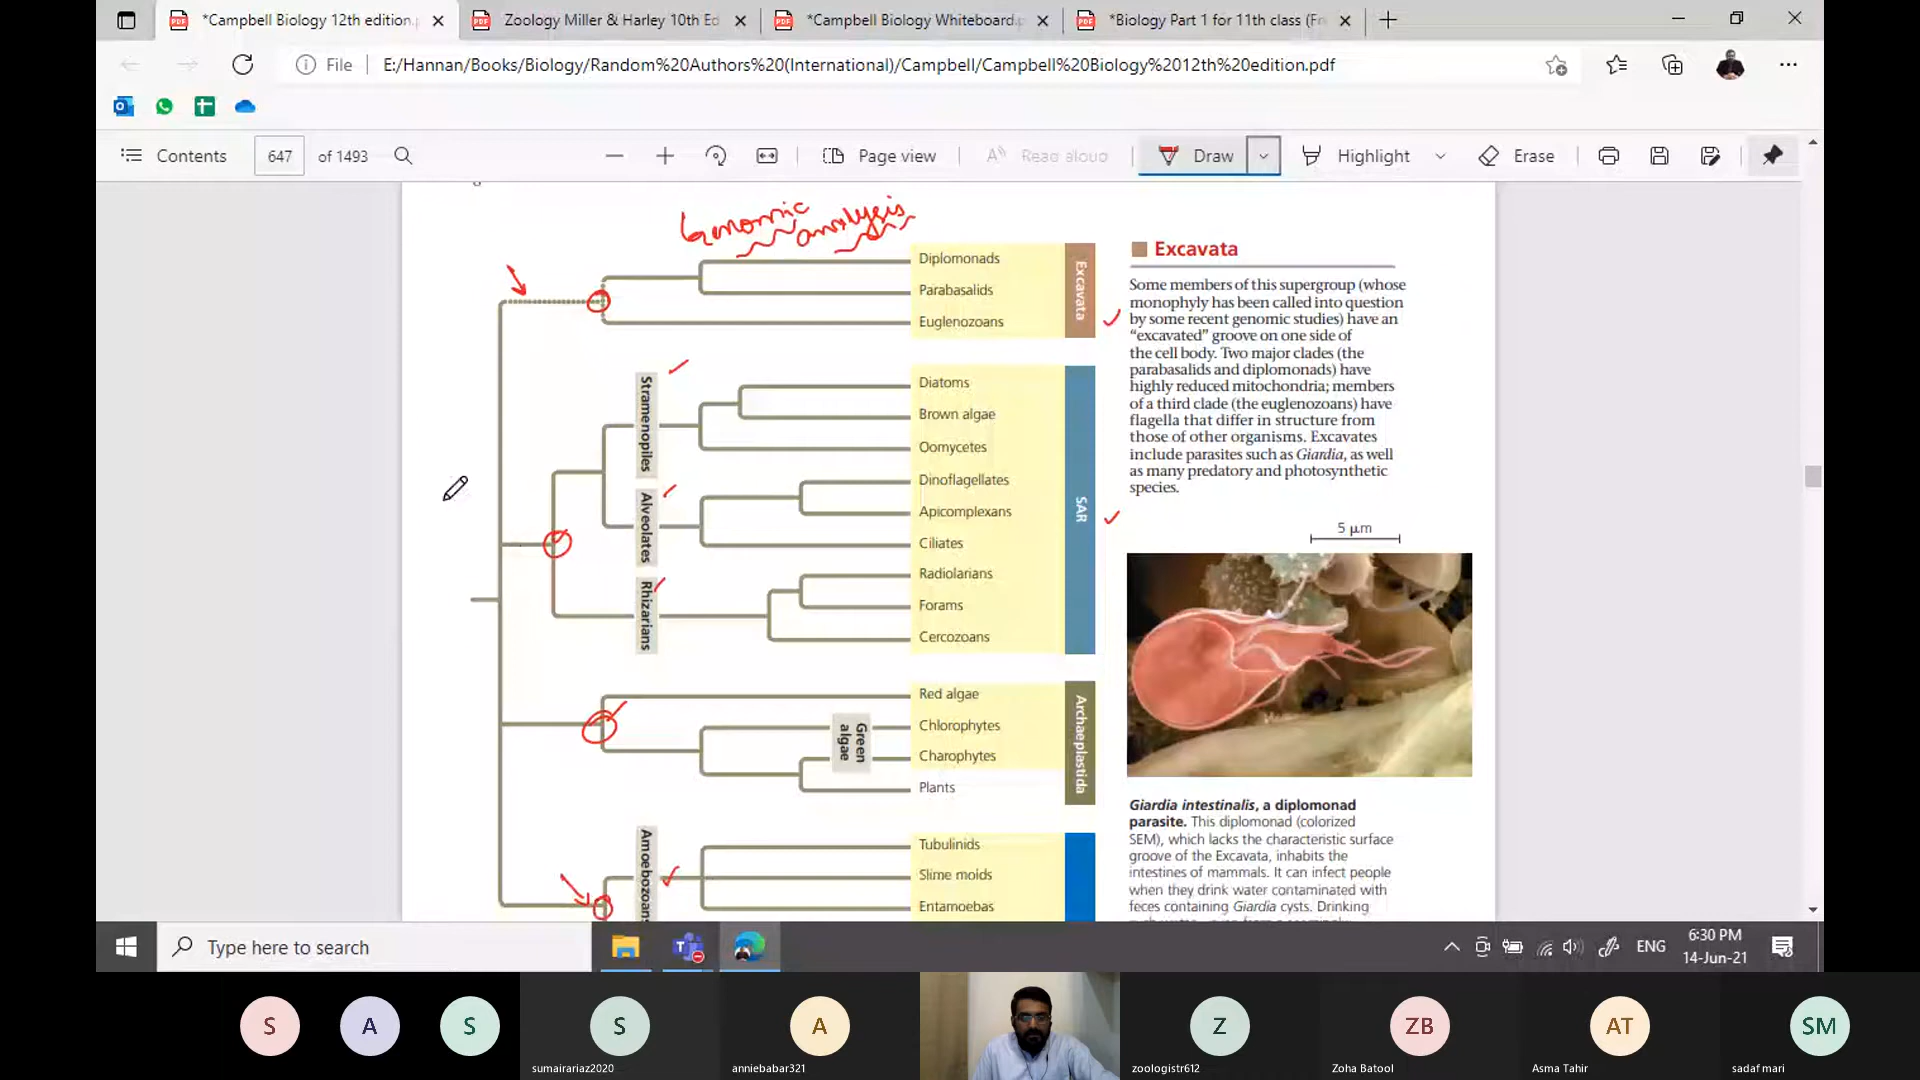 *Campbell Biology 12th edition.p
Zoology Miller & Harley 10th Ed
*Campbell Biology Whiteboard.p
*Biology Part 1 for 11th class (Fr
File
E:/Hannan/Books/Biology/Random%20Authors%20(International)/Campbell/Campbell%20Biology%2012th%20edition.pdf
Contents
647
of 1493
Page view
Read aloud
Draw
Highlight
Erase
Genomic analysis
Diplomonads
Parabasalids
Euglenozoans
Excavata
Stramenopiles
Alveolates
Rhizarians
Diatoms
Brown algae
Oomycetes
Dinoflagellates
Apicomplexans
Ciliates
Radiolarians
Forams
Cercozoans
SAR
Red algae
Chlorophytes
Charophytes
Plants
Green
algae
Archaeplastida
Amoebozoans
Tubulinids
Slime molds
Entamoebas
Excavata
Some members of this supergroup (whose
monophyly has been called into question
by some recent genomic studies) have an
“excavated” groove on one side of
the cell body. Two major clades (the
parabasalids and diplomonads) have
highly reduced mitochondria; members
of a third clade (the euglenozoans) have
flagella that differ in structure from
those of other organisms. Excavates
include parasites such as Giardia, as well
as many predatory and photosynthetic
species.
5 µm
Giardia intestinalis, a diplomonad
parasite. This diplomonad (colorized
SEM), which lacks the characteristic surface
groove of the Excavata, inhabits the
intestines of mammals. It can infect people
when they drink water contaminated with
feces containing Giardia cysts. Drinking
Type here to search
ENG
6:30 PM
14-Jun-21
S
A
S
S
A
Z
ZB
AT
SM
sumairariaz2020
anniebabar321
zoologistr612
Zoha Batool
Asma Tahir
sadaf mari